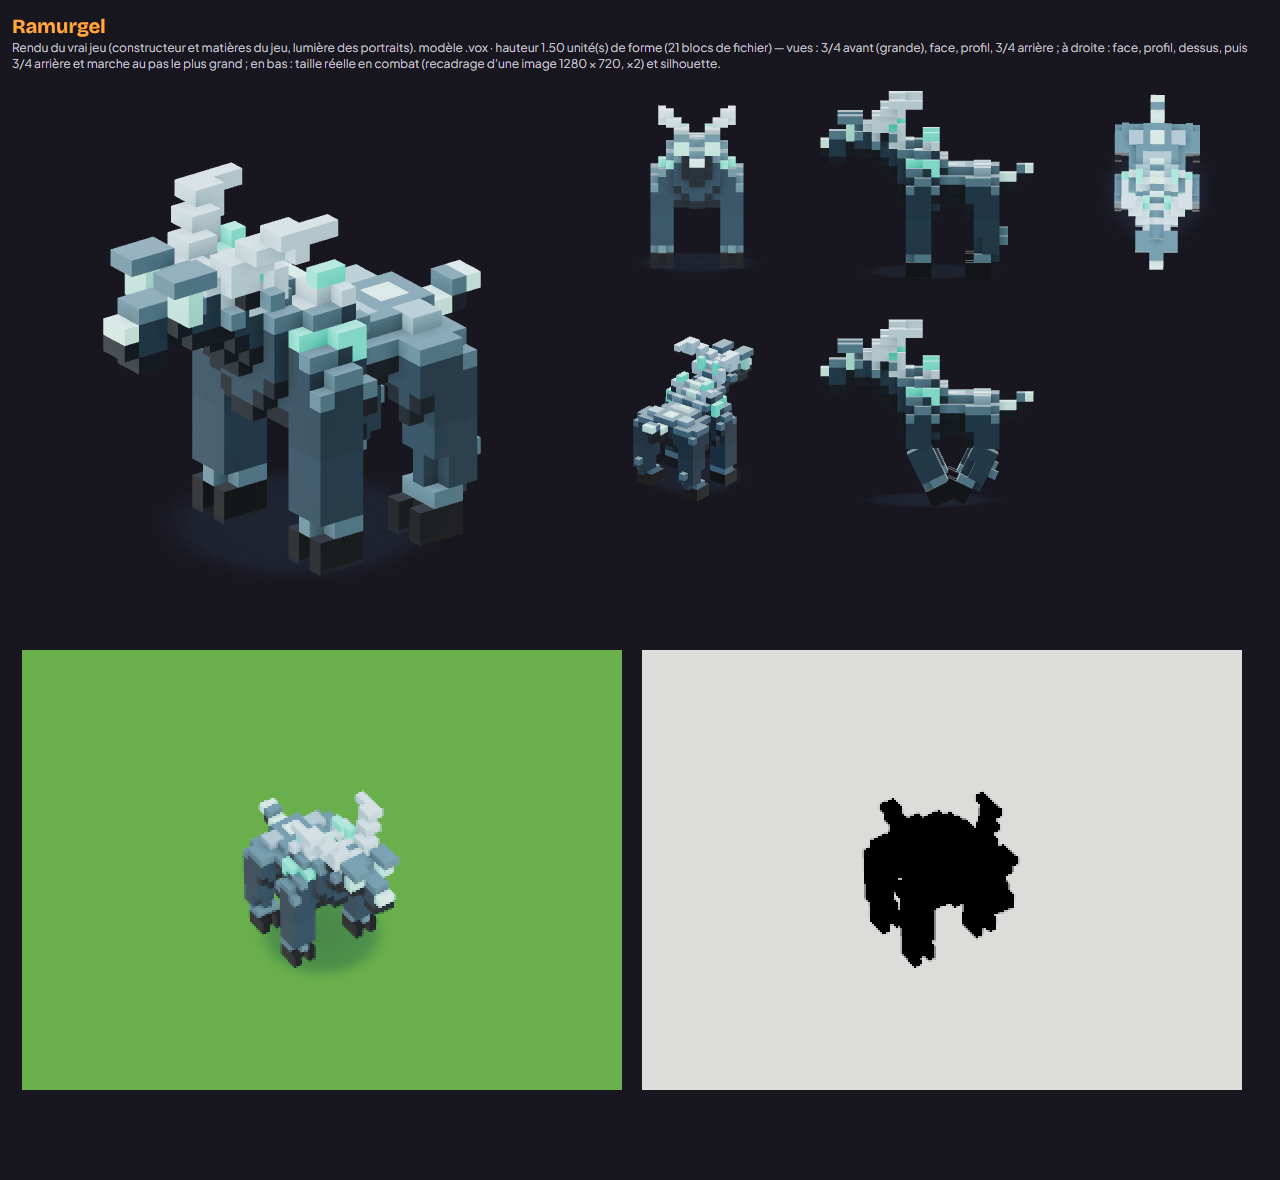 Ramurgel
Rendu du vrai jeu (constructeur et matières du jeu, lumière des portraits). modèle .vox · hauteur 1.50 unité(s) de forme (21 blocs de fichier) — vues : 3/4 avant (grande), face, profil, 3/4 arrière ; à droite : face, profil, dessus, puis
3/4 arrière et marche au pas le plus grand ; en bas : taille réelle en combat (recadrage d’une image 1280 × 720, ×2) et silhouette.